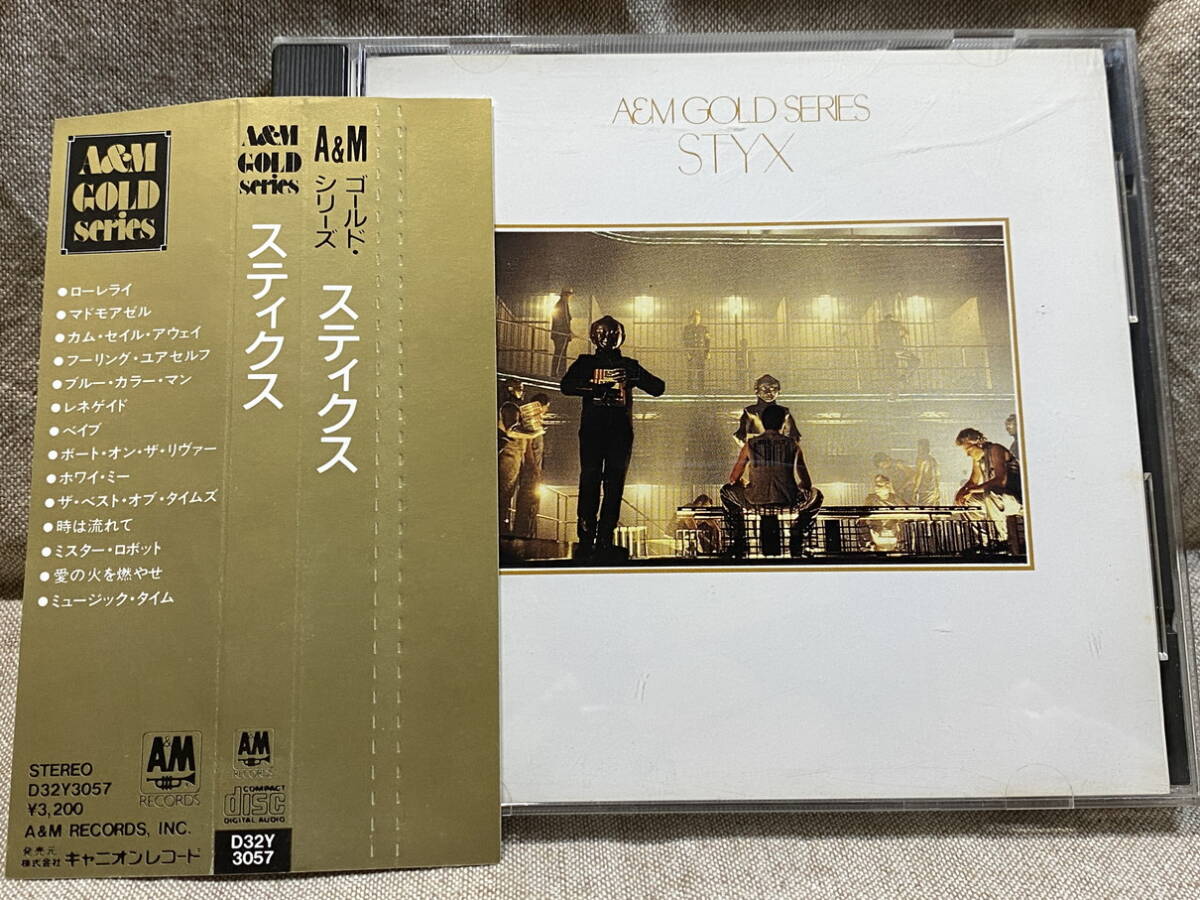 A&M
GOLD
series
●ローレライ
●マドモアゼル
●カム・セイル・アウェイ
●フーリング・ユアセルフ
●ブルー・カラー・マン
●レネゲイド
●ベイブ
●ボート・オン・ザ・リヴァー
●ホワイ・ミー
●ザ・ベスト・オブ・タイムズ
●時は流れて
●ミスター・ロボット
●愛の火を燃やせ
●ミュージック・タイム
A&M
RECORDS
STEREO
D32Y3057
¥3,200
A&M RECORDS, INC.
発売元
株式会社 キャニオンレコード
A&M
GOLD
series
スティクス
A&M
RECORDS
COMPACT
disc
DIGITAL AUDIO
D32Y
3057
A&M
ゴールド・
シリーズ
スティクス
A&M GOLD SERIES
STYX